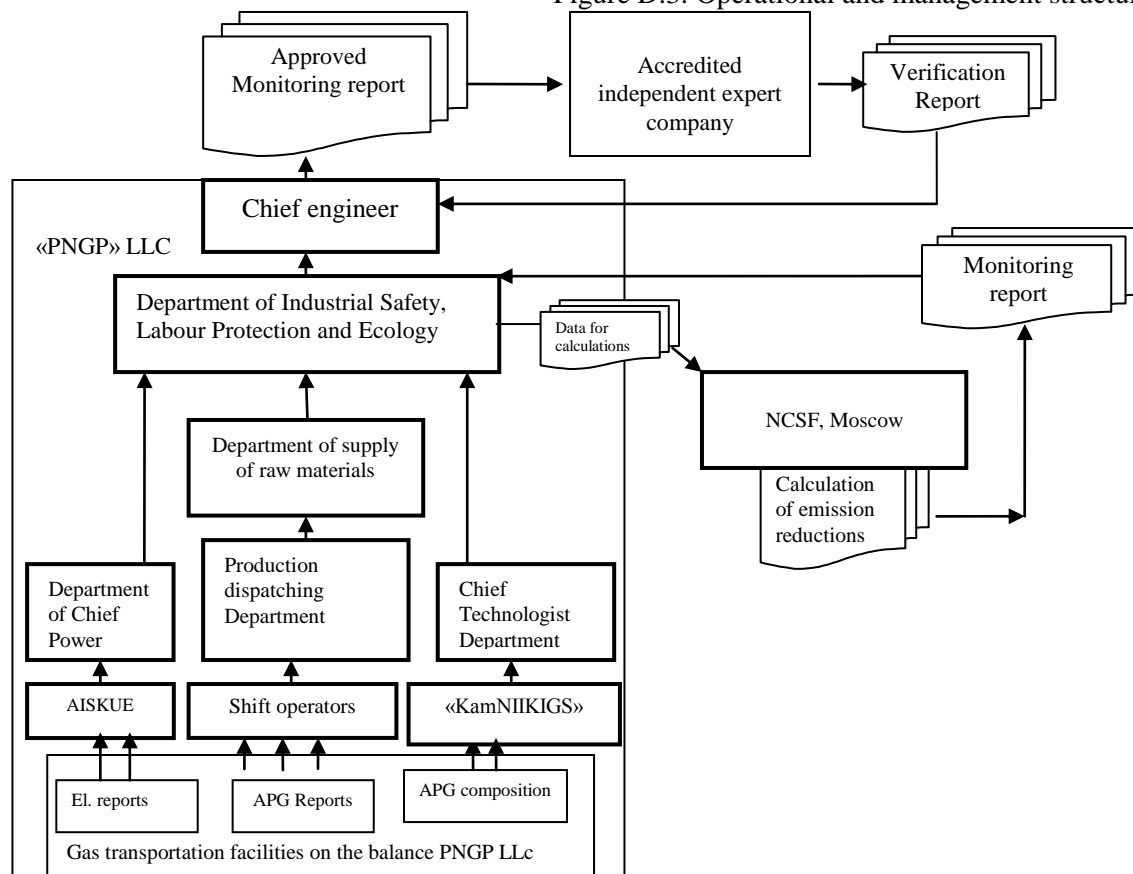 Figure D.3. Operational and management structur
Approved
Monitoring report
Accredited
independent expert
company
Verification
Report
Chief engineer
«PNGP» LLC
Department of Industrial Safety,
Labour Protection and Ecology
Data for
calculations
Monitoring
report
NCSF, Moscow
Calculation
of emission
reductions
Department of supply
of raw materials
Department
of Chief
Power
Production
dispatching
Department
Chief
Technologist
Department
AISKUE
Shift operators
«KamNIIKIGS»
El. reports
APG Reports
APG composition
Gas transportation facilities on the balance PNGP LLc